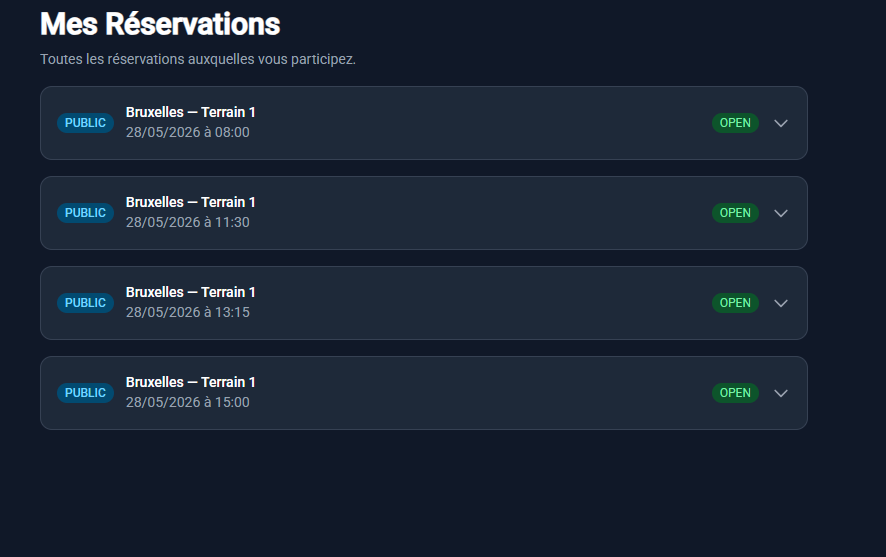 Mes Réservations
Toutes les réservations auxquelles vous participez.
PUBLIC
Bruxelles — Terrain 1
28/05/2026 à 08:00
OPEN
PUBLIC
Bruxelles — Terrain 1
28/05/2026 à 11:30
OPEN
PUBLIC
Bruxelles — Terrain 1
28/05/2026 à 13:15
OPEN
PUBLIC
Bruxelles — Terrain 1
28/05/2026 à 15:00
OPEN